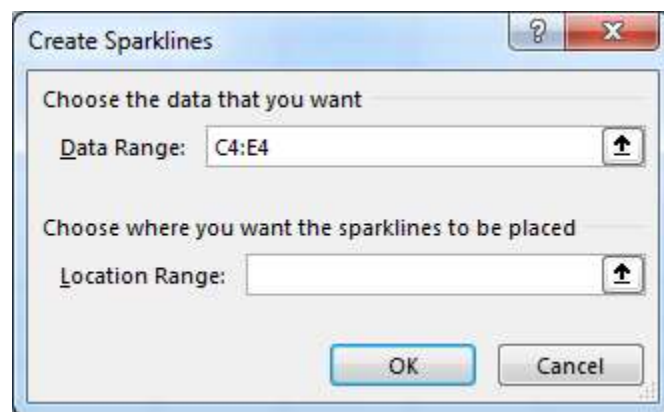 Create Sparklines
Choose the data that you want
Data Range: C4:E4
Choose where you want the sparklines to be placed
Location Range:
OK Cancel